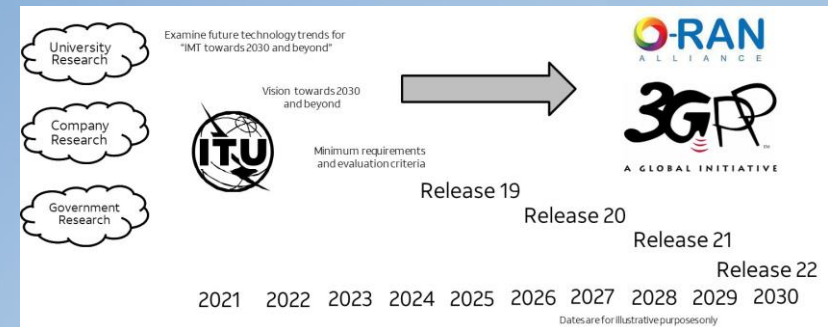 University
Research
Examine future technology trends for
"IMT towards 2030 and beyond"
O-RAN
ALLIANCE
Vision towards 2030
and beyond
Company
Research
ITU
3GPP
™
A GLOBAL INITIATIVE
Minimum requirements
and evaluation criteria
Government
Research
Release 19
Release 20
Release 21
Release 22
2021 2022 2023 2024 2025 2026 2027 2028 2029 2030
Dates are for illustrative purposes only